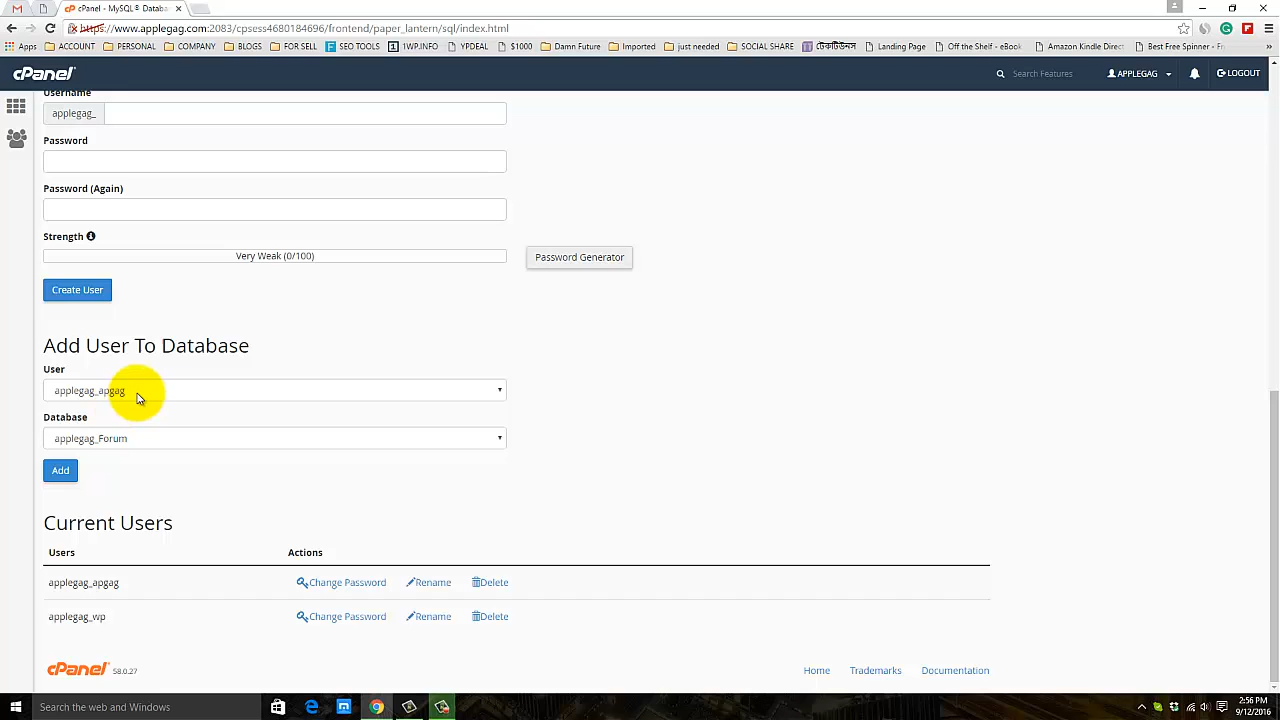 cPanel - MySQL® Databa
https://www.applegag.com:2083/cpsess4680184696/frontend/paper_lantern/sql/index.html
Apps ACCOUNT PERSONAL COMPANY BLOGS FOR SELL SEO TOOLS 1WP.INFO YPDEAL $1000 Damn Future Imported just needed SOCIAL SHARE টেকটিউনস Landing Page Off the Shelf - eBook Amazon Kindle Direct Best Free Spinner - Fr
cPanel Search Features APPLEGAG LOGOUT
Username
applegag_
Password
Password (Again)
Strength
Very Weak (0/100) Password Generator
Create User
Add User To Database
User
applegag_apgag
Database
applegag_Forum
Add
Current Users
Users Actions
applegag_apgag Change Password Rename Delete
applegag_wp Change Password Rename Delete
cPanel 58.0.27 Home Trademarks Documentation
Search the web and Windows 2:56 PM
9/12/2016